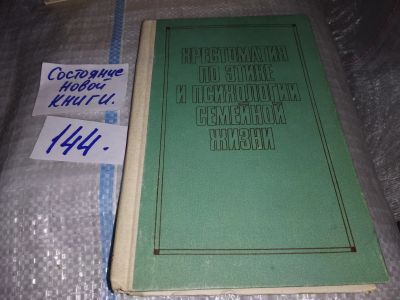 Состояние
новой
книги.
144.
ХРЕСТОМАТИЯ
ПО ЭТИКЕ
И ПСИХОЛОГИИ
СЕМЕЙНОЙ
ЖИЗНИ